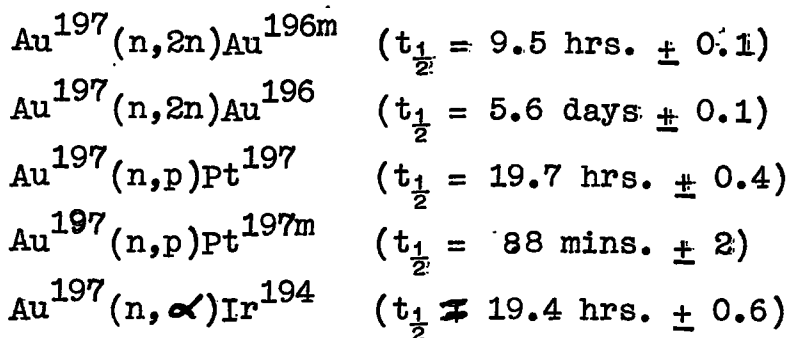 Au¹⁹⁷(n,2n)Au¹⁹⁶ᵐ (t½ = 9.5 hrs. ± 0.1)
Au¹⁹⁷(n,2n)Au¹⁹⁶ (t½ = 5.6 days ± 0.1)
Au¹⁹⁷(n,p)Pt¹⁹⁷ (t½ = 19.7 hrs. ± 0.4)
Au¹⁹⁷(n,p)Pt¹⁹⁷ᵐ (t½ = 88 mins. ± 2)
Au¹⁹⁷(n,α)Ir¹⁹⁴ (t½ = 19.4 hrs. ± 0.6)